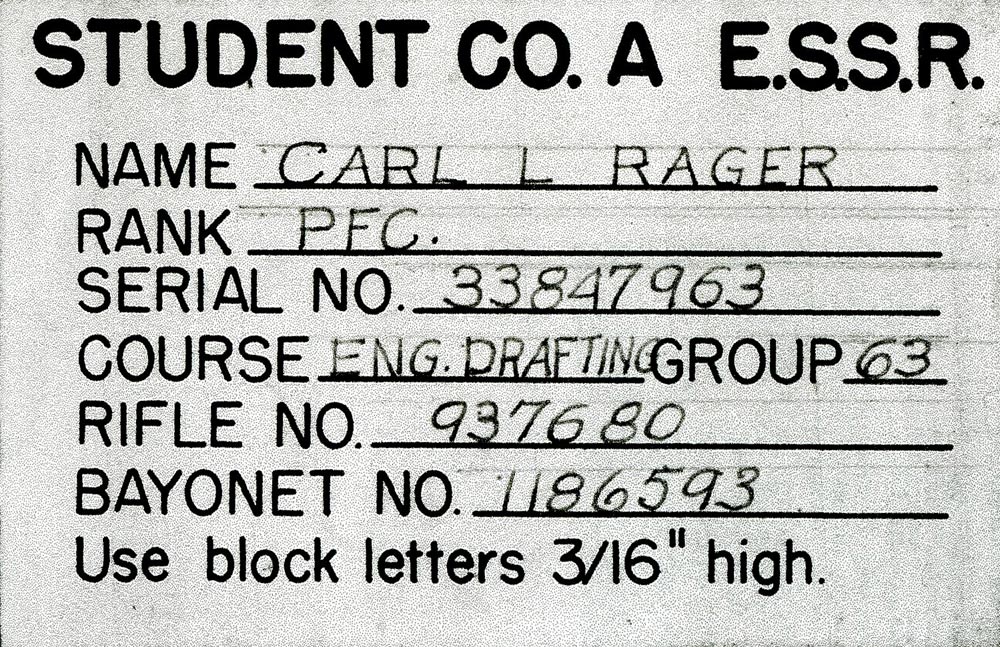 STUDENT CO. A E.S.S.R.
NAME CARL L RAGER
RANK PFC.
SERIAL NO. 33847963
COURSE ENG. DRAFTING GROUP 63
RIFLE NO. 937680
BAYONET NO. 1186593
Use block letters 3/16" high.